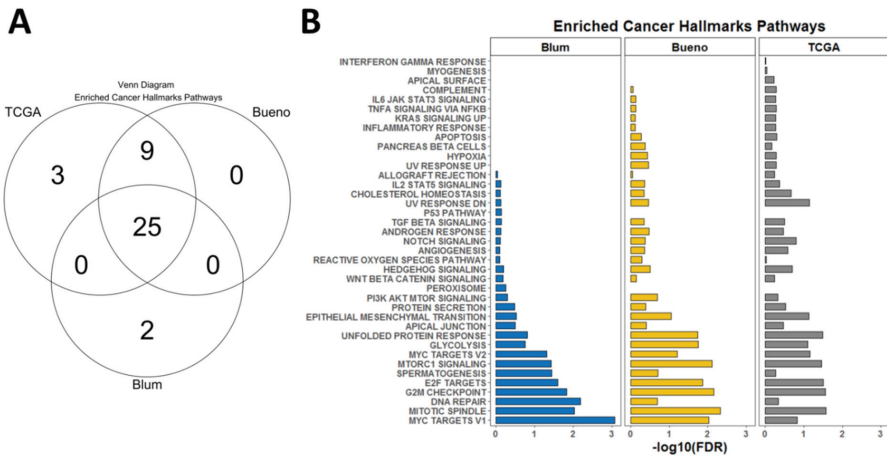 A
Venn Diagram
Enriched Cancer Hallmarks Pathways
TCGA
Bueno
9
3
0
25
0
0
2
Blum
B
Enriched Cancer Hallmarks Pathways
Blum
Bueno
TCGA
INTERFERON GAMMA RESPONSE
MYOGENESIS
APICAL SURFACE
COMPLEMENT
IL6 JAK STAT3 SIGNALING
TNFA SIGNALING VIA NFKB
KRAS SIGNALING UP
INFLAMMATORY RESPONSE
APOPTOSIS
PANCREAS BETA CELLS
HYPOXIA
UV RESPONSE UP
ALLOGRAFT REJECTION
IL2 STAT5 SIGNALING
CHOLESTEROL HOMEOSTASIS
UV RESPONSE DN
P53 PATHWAY
TGF BETA SIGNALING
ANDROGEN RESPONSE
NOTCH SIGNALING
ANGIOGENESIS
REACTIVE OXYGEN SPECIES PATHWAY
HEDGEHOG SIGNALING
WNT BETA CATENIN SIGNALING
PEROXISOME
PI3K AKT MTOR SIGNALING
PROTEIN SECRETION
EPITHELIAL MESENCHYMAL TRANSITION
APICAL JUNCTION
UNFOLDED PROTEIN RESPONSE
GLYCOLYSIS
MYC TARGETS V2
MTORC1 SIGNALING
SPERMATOGENESIS
E2F TARGETS
G2M CHECKPOINT
DNA REPAIR
MITOTIC SPINDLE
MYC TARGETS V1
0 1 2 3 0 1 2 3 0 1 2 3
-log10(FDR)